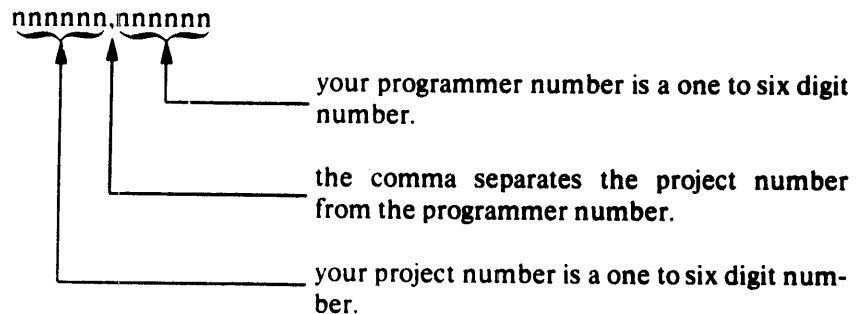 nnnnnn,nnnnnn
your programmer number is a one to six digit
number.
the comma separates the project number
from the programmer number.
your project number is a one to six digit num-
ber.